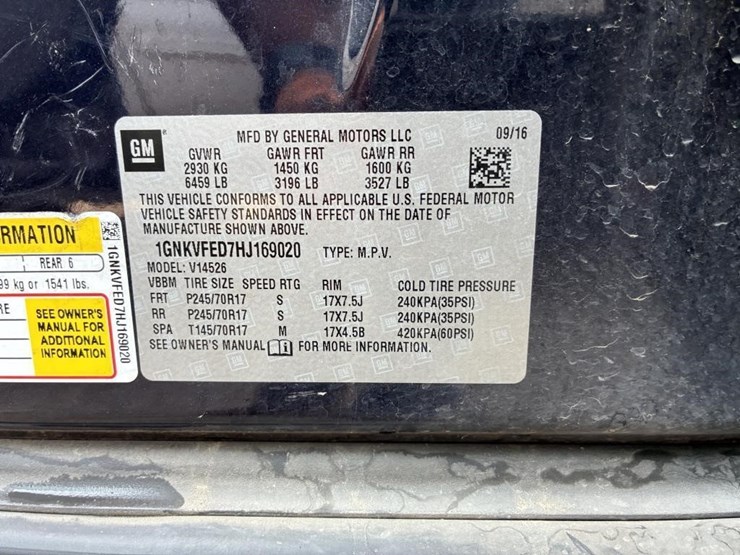 GM
MFD BY GENERAL MOTORS LLC 09/16
GVWR GAWR FRT GAWR RR
2930 KG 1450 KG 1600 KG
6459 LB 3196 LB 3527 LB
THIS VEHICLE CONFORMS TO ALL APPLICABLE U.S. FEDERAL MOTOR
VEHICLE SAFETY STANDARDS IN EFFECT ON THE DATE OF
MANUFACTURE SHOWN ABOVE.
1GNKVFED7HJ169020 TYPE: M.P.V.
MODEL: V14526
VBBM TIRE SIZE SPEED RTG RIM COLD TIRE PRESSURE
FRT P245/70R17 S 17X7.5J 240KPA(35PSI)
RR P245/70R17 S 17X7.5J 240KPA(35PSI)
SPA T145/70R17 M 17X4.5B 420KPA(60PSI)
SEE OWNER'S MANUAL FOR MORE INFORMATION.
RMATION
REAR 6
99 kg or 1541 lbs.
RE
SEE OWNER'S
MANUAL FOR
ADDITIONAL
INFORMATION
1GNKVFED7HJ169020